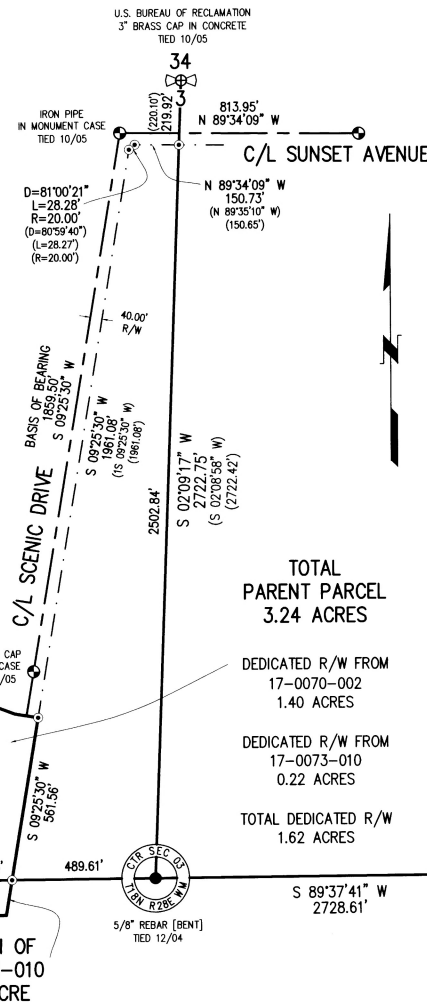 U.S. BUREAU OF RECLAMATION
3" BRASS CAP IN CONCRETE
TIED 10/05
34
3
(220.10')
219.92'
813.95'
N 89°34'09" W
IRON PIPE
IN MONUMENT CASE
TIED 10/05
C/L SUNSET AVENUE
D=81°00'21"
L=28.28'
R=20.00'
(D=80°59'40")
(L=28.27')
(R=20.00')
N 89°34'09" W
150.73'
(N 89°35'10" W)
(150.65')
40.00'
R/W
N
BASIS OF BEARING
1859.50'
S 09°25'30" W
S 09°25'30" W
1961.08'
(1S 09°25'30" W)
(1961.08')
C/L SCENIC DRIVE
2502.84'
S 02°09'17" W
2722.75'
(S 02°08'58" W)
(2722.42')
TOTAL
PARENT PARCEL
3.24 ACRES
CAP
CASE
/05
DEDICATED R/W FROM
17-0070-002
1.40 ACRES
DEDICATED R/W FROM
17-0073-010
0.22 ACRES
TOTAL DEDICATED R/W
1.62 ACRES
S 09°25'30" W
561.56'
489.61'
CTR SEC 03
T18N R28E WM
5/8" REBAR [BENT]
TIED 12/04
S 89°37'41" W
2728.61'
OF
-010
CRE